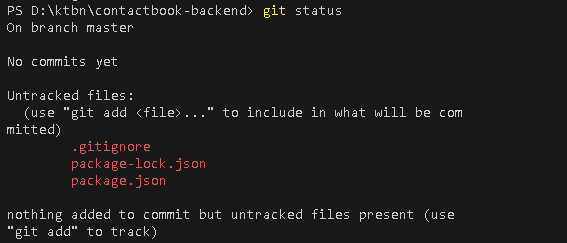 PS D:\ktbn\contactbook-backend> git status
On branch master

No commits yet

Untracked files:
  (use "git add <file>..." to include in what will be com
mitted)
        .gitignore
        package-lock.json
        package.json

nothing added to commit but untracked files present (use
"git add" to track)